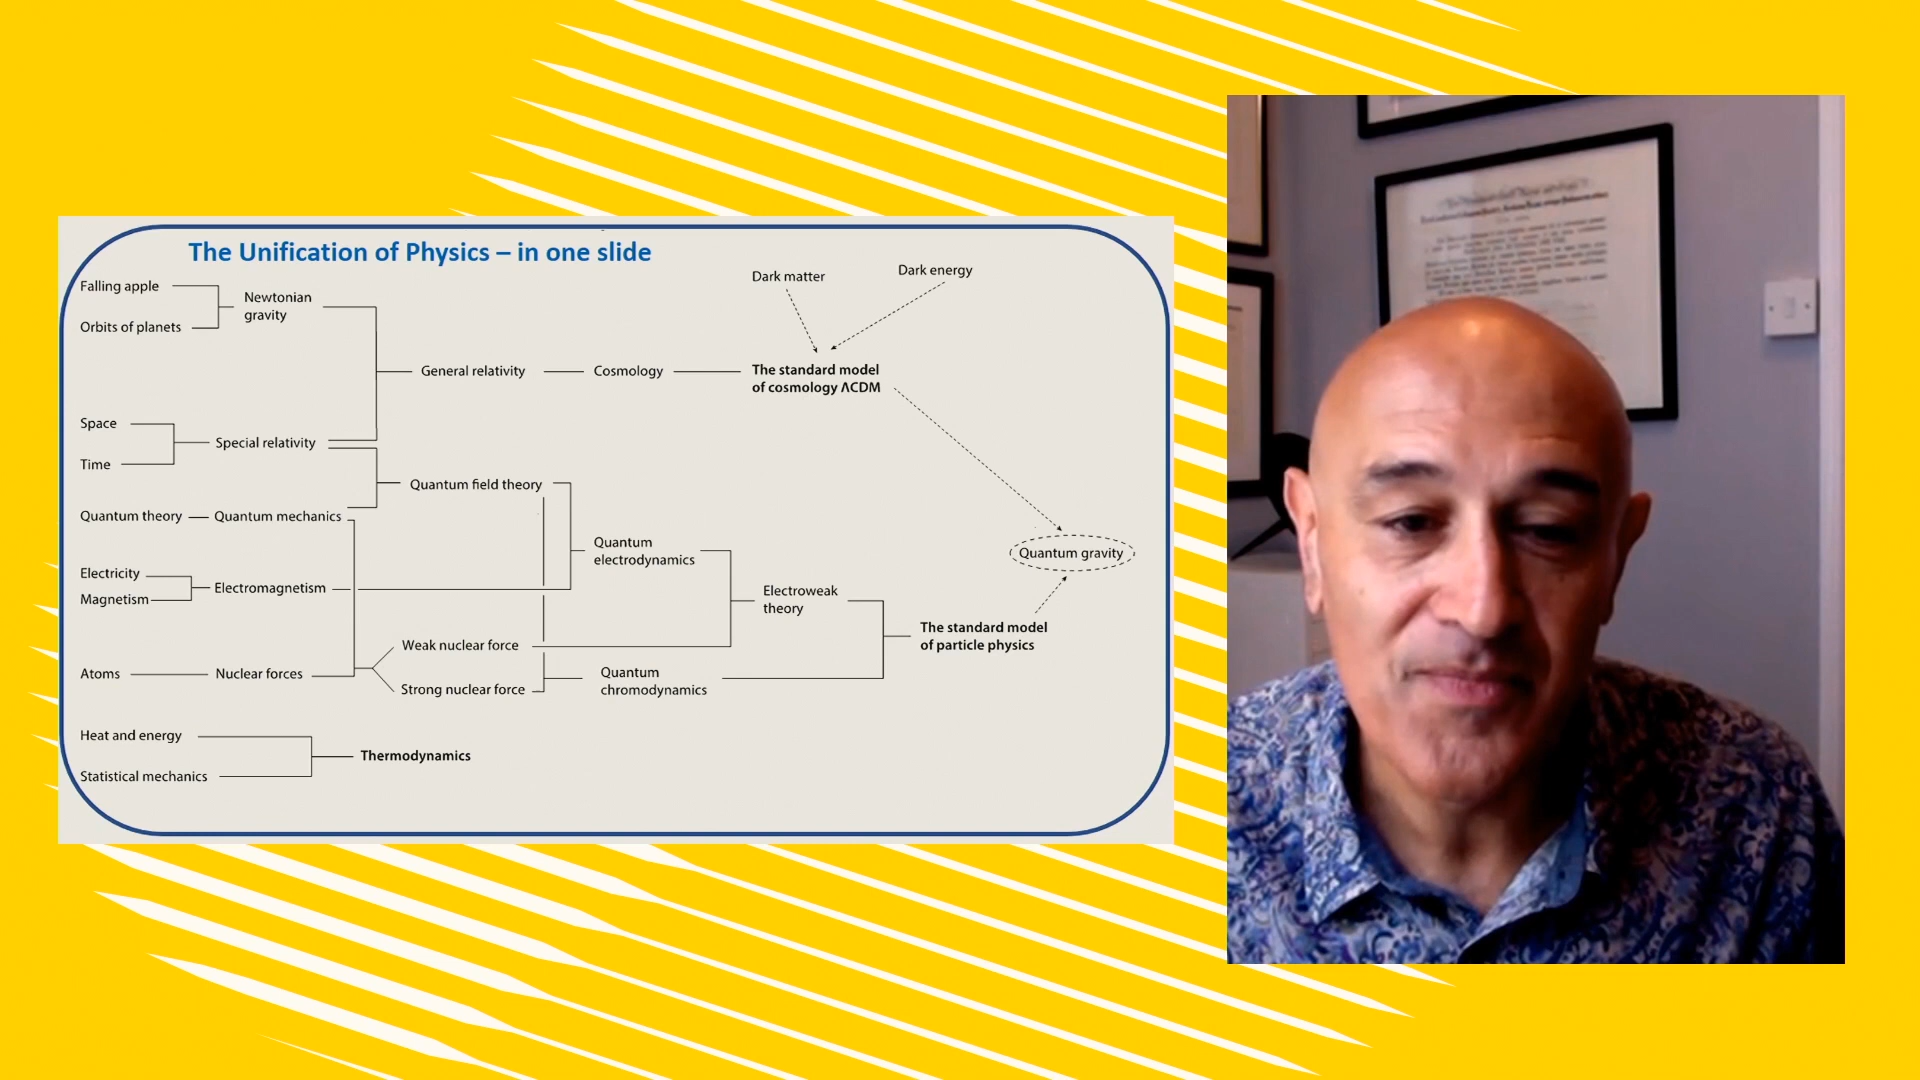 The Unification of Physics – in one slide
Dark matter
Dark energy
Falling apple
Newtonian
gravity
Orbits of planets
General relativity
Cosmology
The standard model
of cosmology ΛCDM
Space
Special relativity
Time
Quantum field theory
Quantum theory
Quantum mechanics
Quantum
electrodynamics
Quantum gravity
Electricity
Electromagnetism
Magnetism
Electroweak
theory
The standard model
of particle physics
Weak nuclear force
Atoms
Nuclear forces
Quantum
chromodynamics
Strong nuclear force
Heat and energy
Thermodynamics
Statistical mechanics